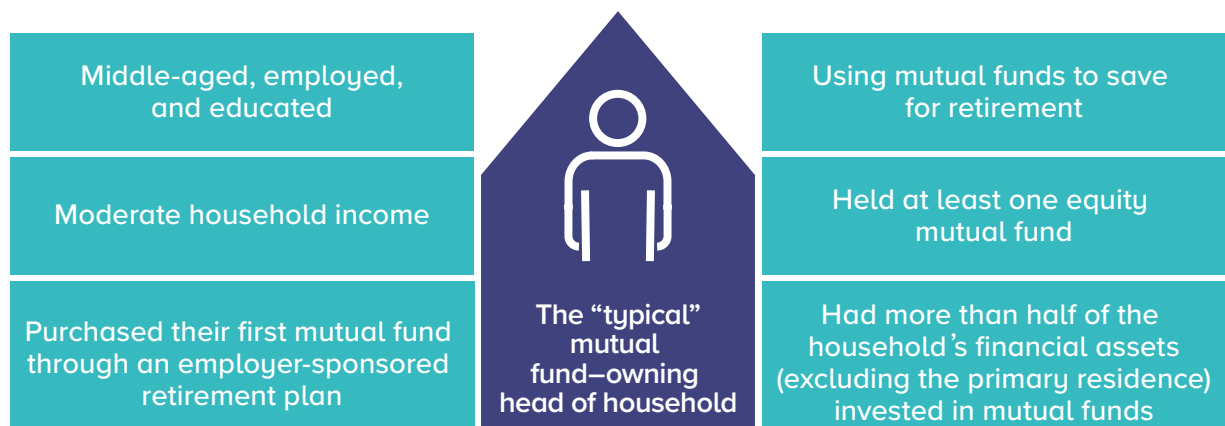 Middle-aged, employed,
and educated
Moderate household income
Purchased their first mutual fund
through an employer-sponsored
retirement plan
The “typical”
mutual
fund–owning
head of household
Using mutual funds to save
for retirement
Held at least one equity
mutual fund
Had more than half of the
household’s financial assets
(excluding the primary residence)
invested in mutual funds